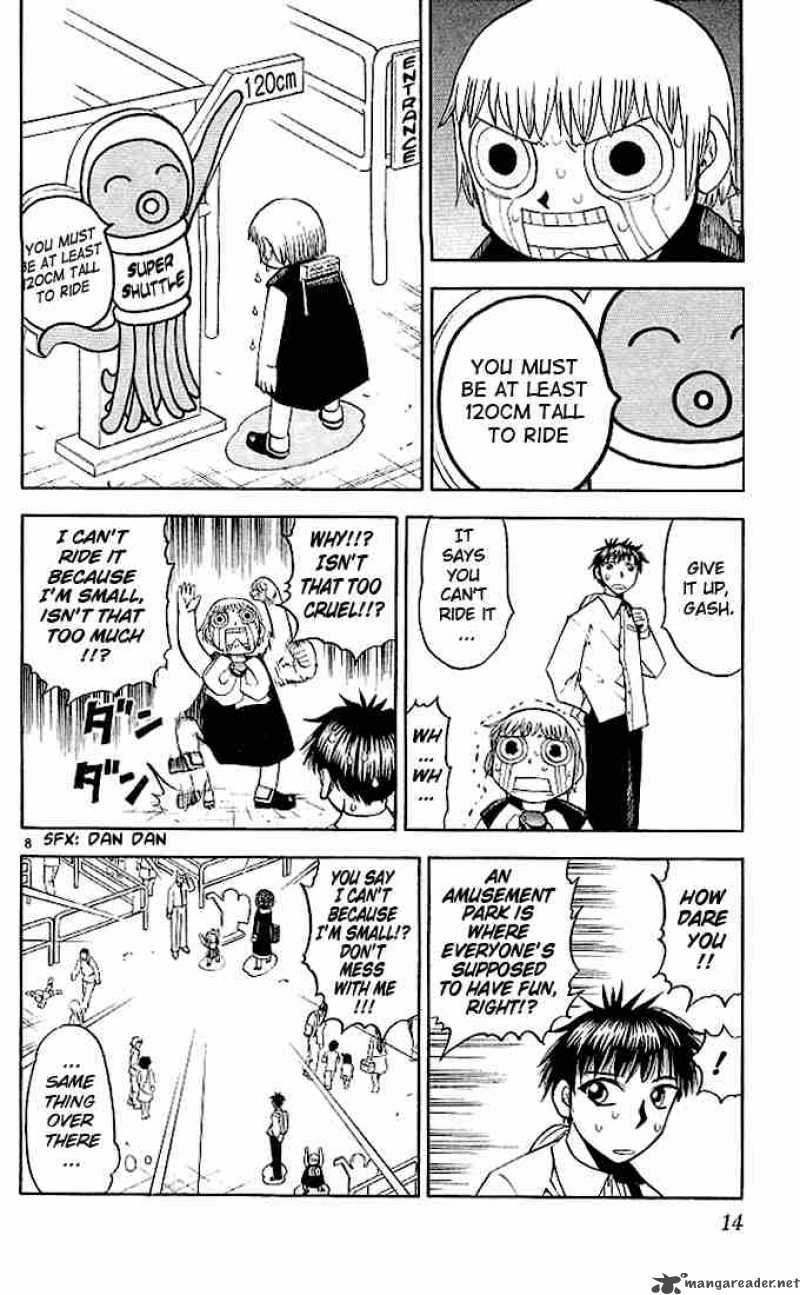 120cm
ENTRANCE
YOU MUST
BE AT LEAST
120CM TALL
TO RIDE
SUPER
SHUTTLE
YOU MUST
BE AT LEAST
120CM TALL
TO RIDE
GIVE
IT UP,
GASH.
IT
SAYS
YOU
CAN'T
RIDE IT
...
WH
...
WH
...
WHY!!?
ISN'T
THAT TOO
CRUEL!!?
I CAN'T
RIDE IT
BECAUSE
I'M SMALL,
ISN'T THAT
TOO MUCH
!!?
ダン
ダン
8
SFX: DAN DAN
HOW
DARE
YOU
!!
AN
AMUSEMENT
PARK IS
WHERE
EVERYONE'S
SUPPOSED
TO HAVE FUN,
RIGHT!?
!
YOU SAY
I CAN'T
BECAUSE
I'M SMALL!?
DON'T
MESS
WITH ME
!!!
...
SAME
THING
OVER
THERE
...
14
mangareader.net